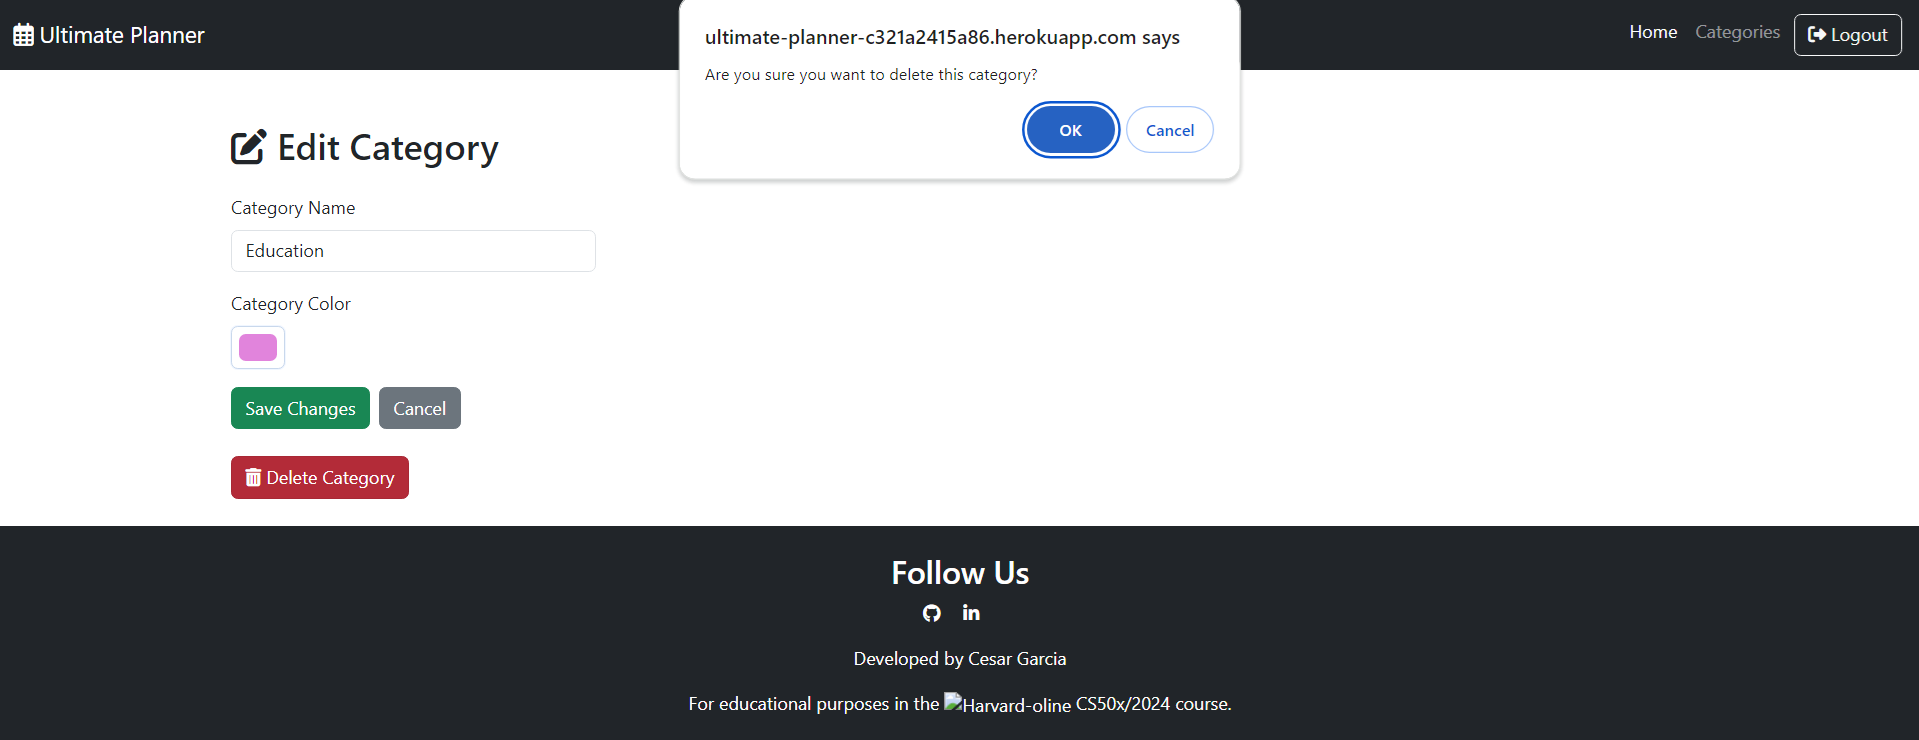 Ultimate Planner
Home Categories Logout
ultimate-planner-c321a2415a86.herokuapp.com says
Are you sure you want to delete this category?
OK Cancel
Edit Category
Category Name
Education
Category Color
Save Changes Cancel
Delete Category
Follow Us
Developed by Cesar Garcia
For educational purposes in the Harvard-oline CS50x/2024 course.